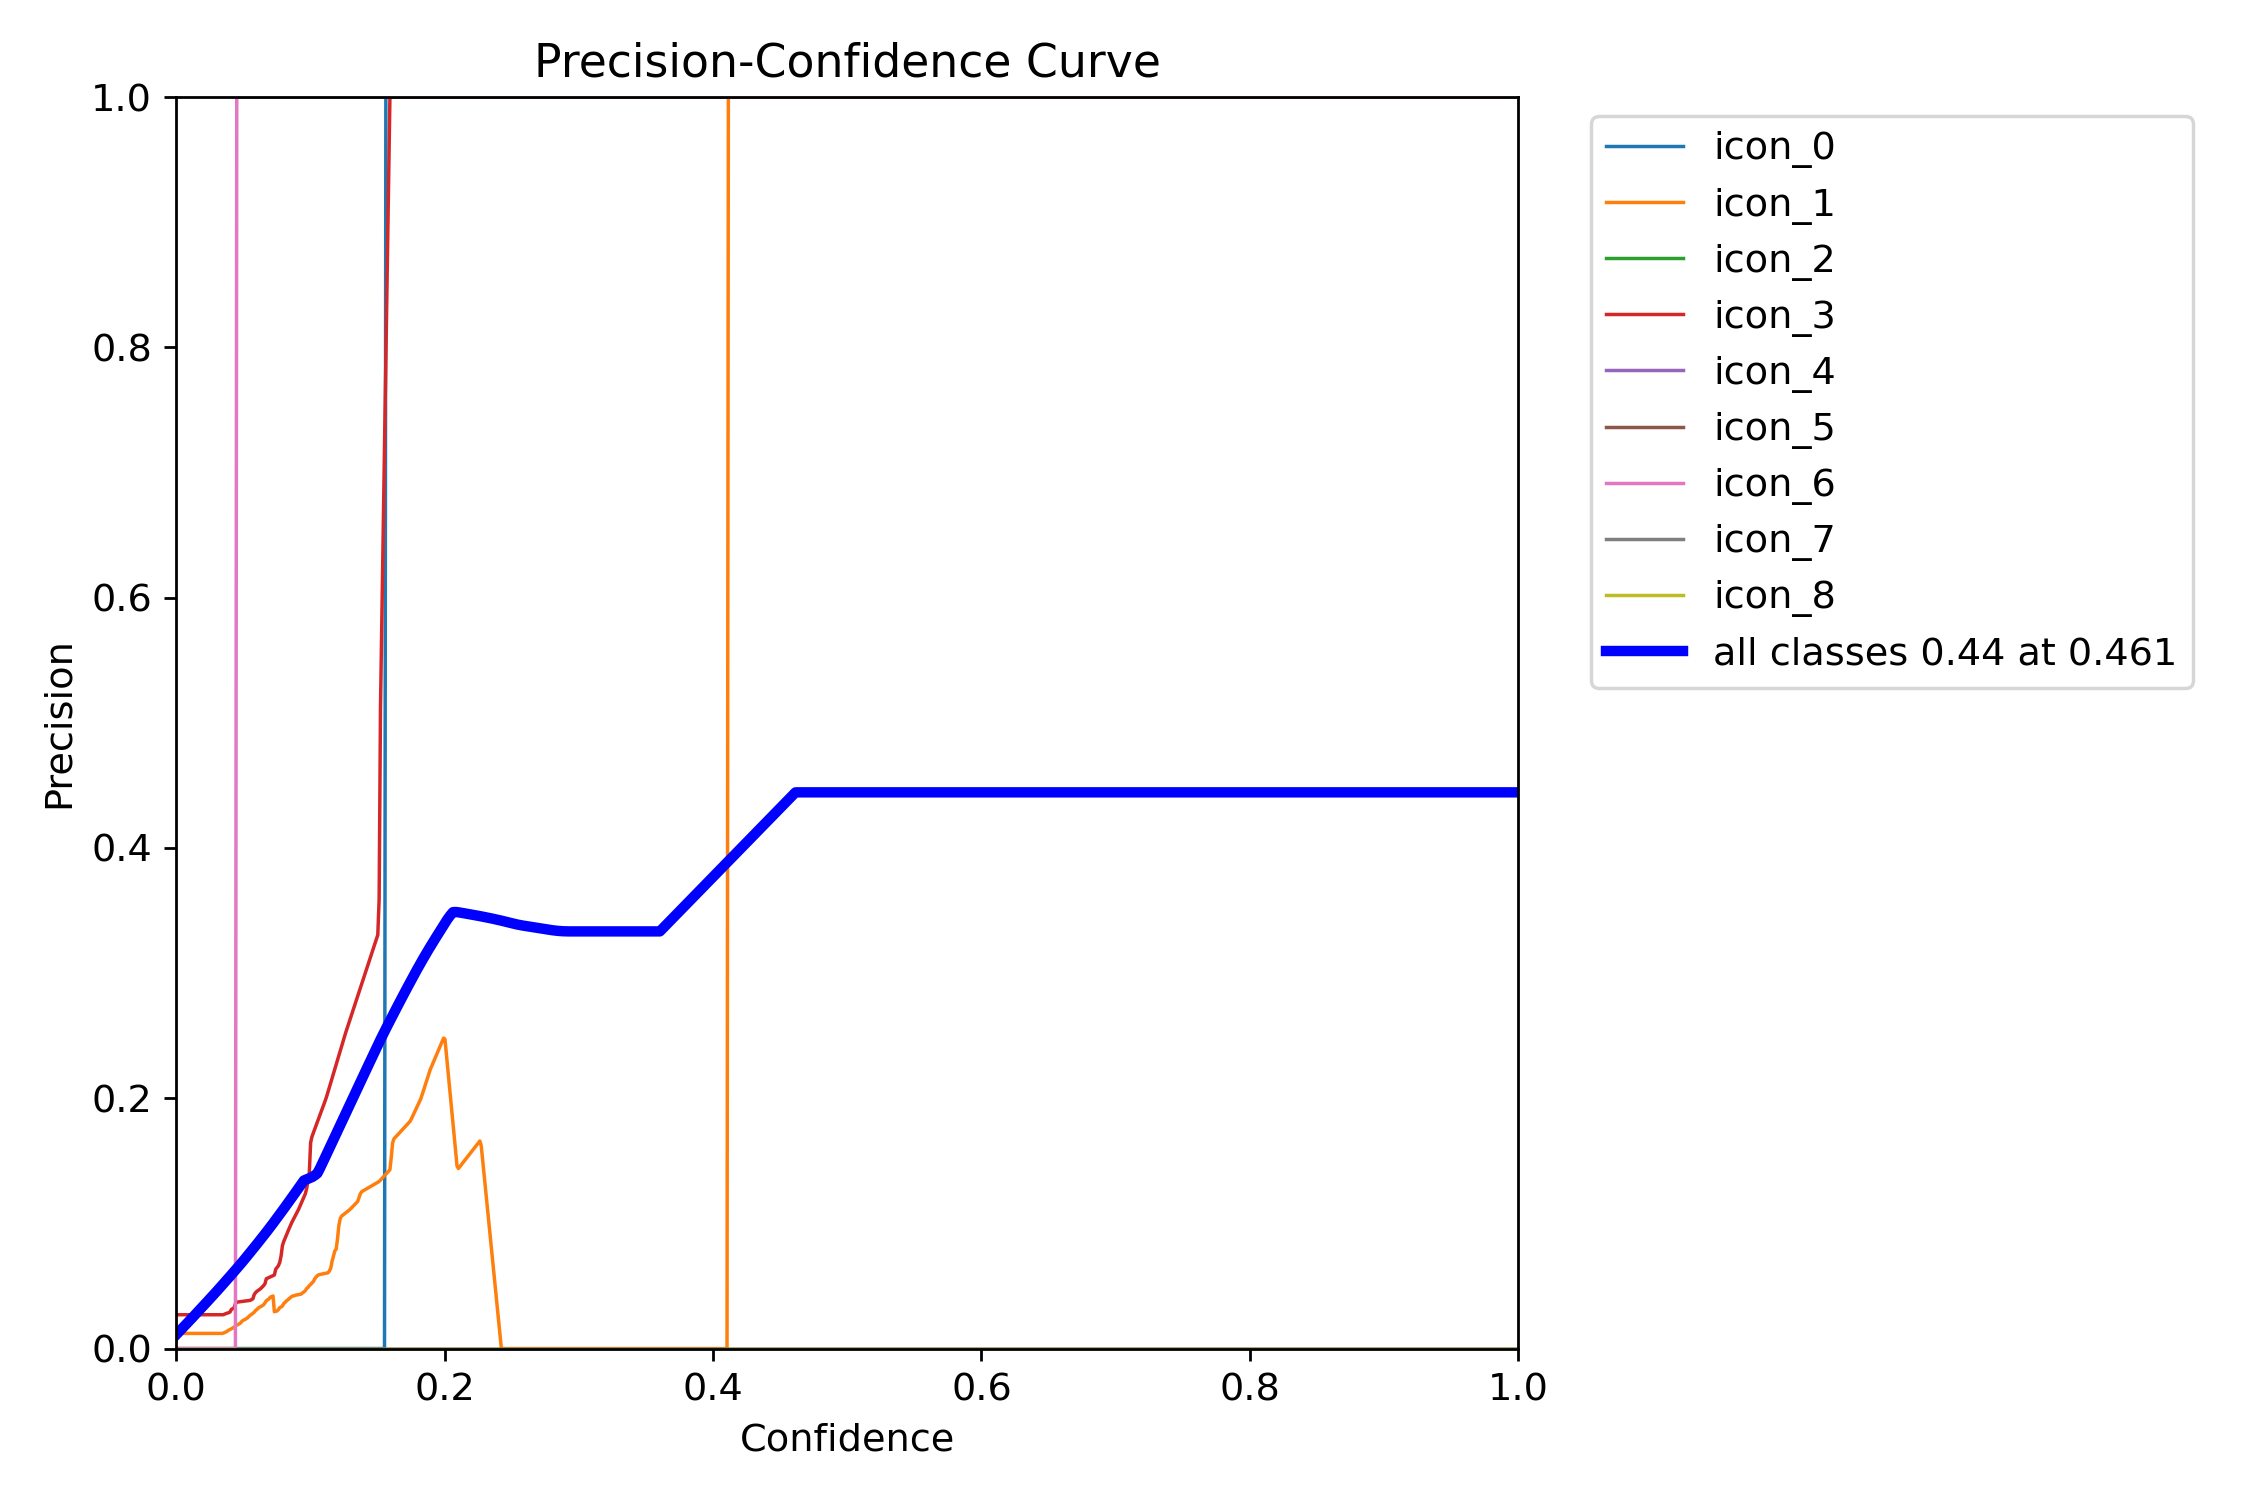 Precision-Confidence Curve
1.0
0.8
0.6
0.4
0.2
0.0
Precision
0.0 0.2 0.4 0.6 0.8 1.0
Confidence
icon_0
icon_1
icon_2
icon_3
icon_4
icon_5
icon_6
icon_7
icon_8
all classes 0.44 at 0.461